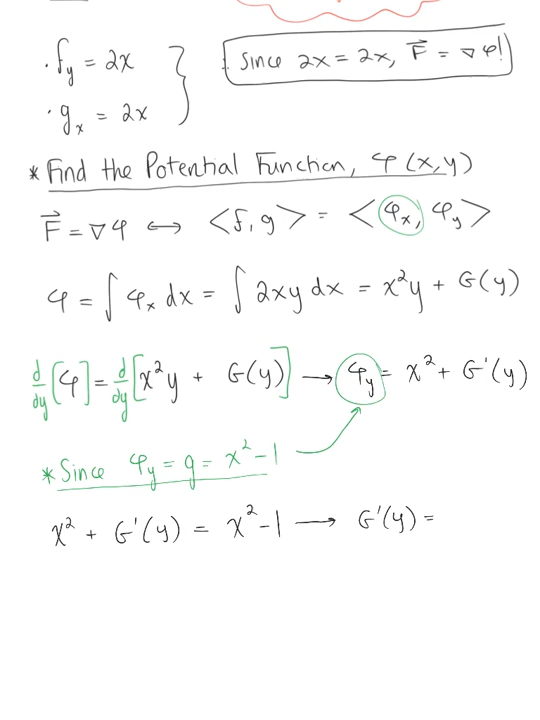 · f_y = 2x
Since 2x = 2x, F⃗ = ∇φ!
· g_x = 2x
* Find the Potential Function, φ(x,y)
F⃗ = ∇φ ↔ <f,g> = <φ_x, φ_y>
φ = ∫ φ_x dx = ∫ 2xy dx = x²y + G(y)
d/dy [φ] = d/dy [x²y + G(y)] → φ_y = x² + G'(y)
* Since φ_y = g = x² - 1
x² + G'(y) = x² - 1 → G'(y) =